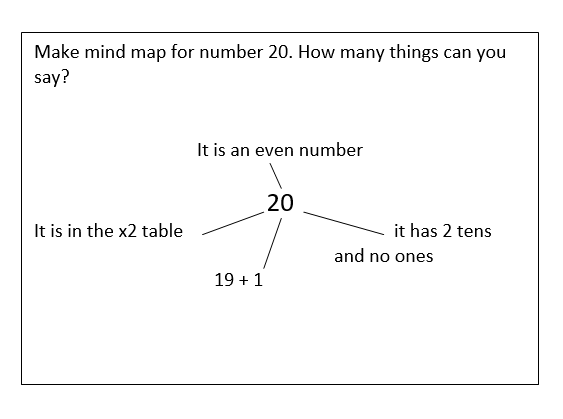 Make mind map for number 20. How many things can you
say?
It is an even number
20
It is in the x2 table
it has 2 tens
and no ones
19 + 1